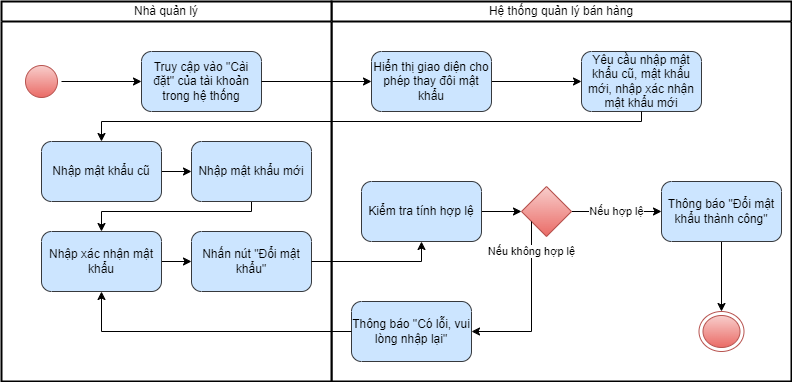 Nhà quản lý
Hệ thống quản lý bán hàng
Truy cập vào "Cài
đặt" của tài khoản
trong hệ thống
Hiển thị giao diện cho
phép thay đổi mật
khẩu
Yêu cầu nhập mật
khẩu cũ, mật khẩu
mới, nhập xác nhận
mật khẩu mới
Nhập mật khẩu cũ
Nhập mật khẩu mới
Kiểm tra tính hợp lệ
Nếu hợp lệ
Thông báo "Đổi mật
khẩu thành công"
Nhập xác nhận mật
khẩu
Nhấn nút "Đổi mật
khẩu"
Nếu không hợp lệ
Thông báo "Có lỗi, vui
lòng nhập lại"